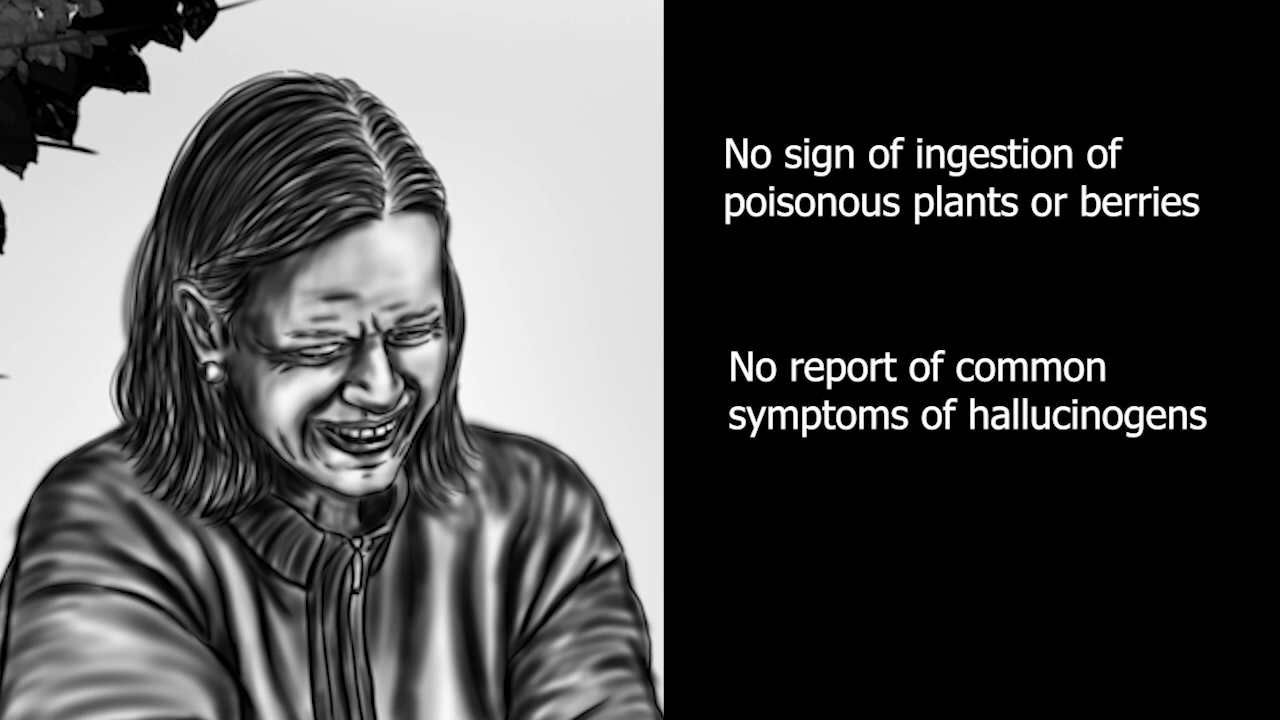 No sign of ingestion of
poisonous plants or berries
No report of common
symptoms of hallucinogens